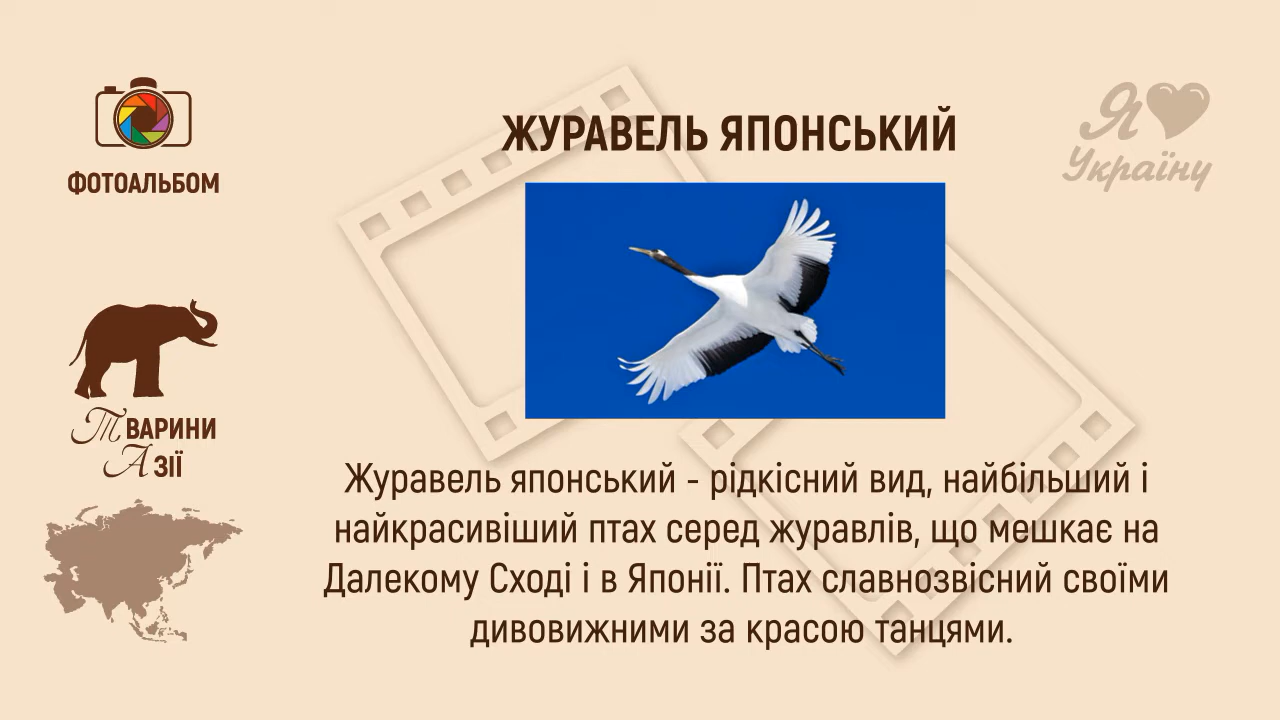 ФОТОАЛЬБОМ
ЖУРАВЕЛЬ ЯПОНСЬКИЙ
Я
Україну
ТВАРИНИ
АЗІЇ
Журавель японський - рідкісний вид, найбільший і
найкрасивіший птах серед журавлів, що мешкає на
Далекому Сході і в Японії. Птах славнозвісний своїми
дивовижними за красою танцями.